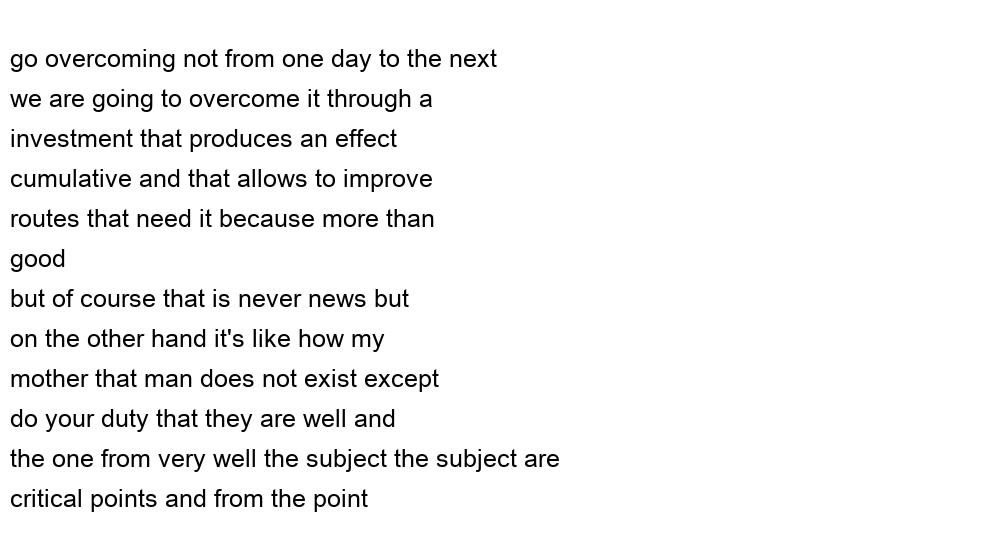 go overcoming not from one day to the next
we are going to overcome it through a
investment that produces an effect
cumulative and that allows to improve
routes that need it because more than
good
but of course that is never news but
on the other hand it's like how my
mother that man does not exist except
do your duty that they are well and
the one from very well the subject the subject are
critical points and from the point